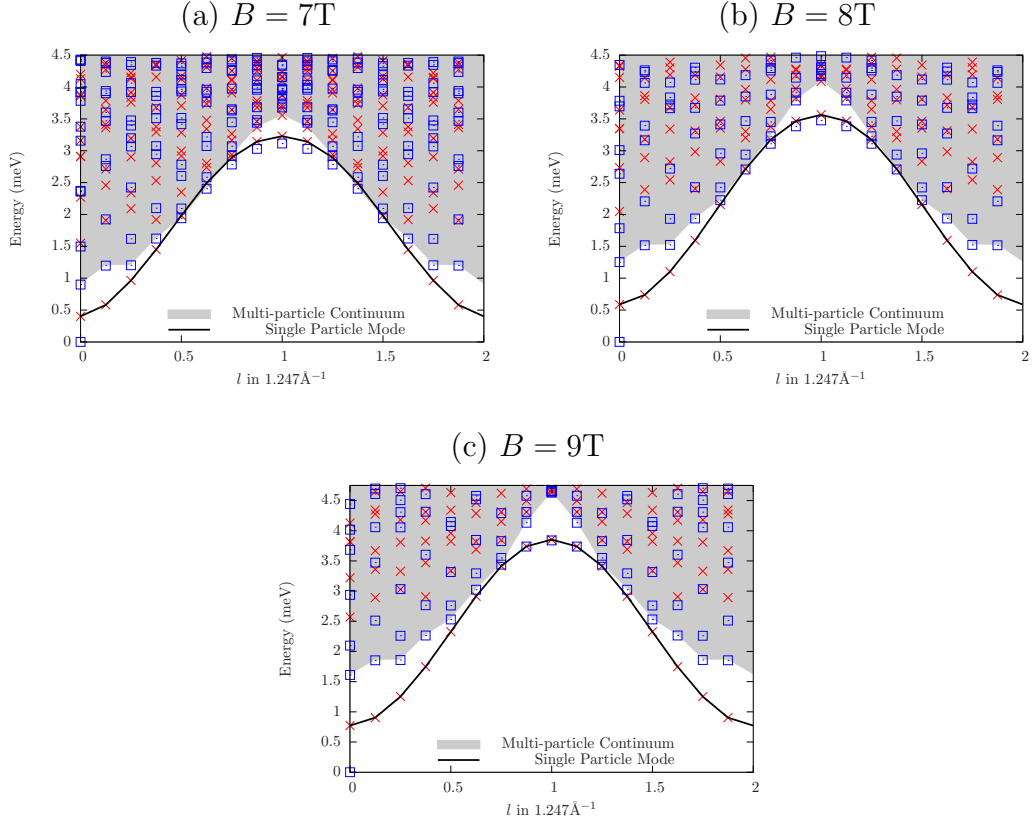 (a) B = 7T
4.5
4
3.5
3
2.5
2
1.5
1
0.5
0
Energy (meV)
Multi-particle Continuum
Single Particle Mode
0 0.5 1 1.5 2
l in 1.247Å⁻¹
(b) B = 8T
4.5
4
3.5
3
2.5
2
1.5
1
0.5
0
Energy (meV)
Multi-particle Continuum
Single Particle Mode
0 0.5 1 1.5 2
l in 1.247Å⁻¹
(c) B = 9T
4.5
4
3.5
3
2.5
2
1.5
1
0.5
0
Energy (meV)
Multi-particle Continuum
Single Particle Mode
0 0.5 1 1.5 2
l in 1.247Å⁻¹